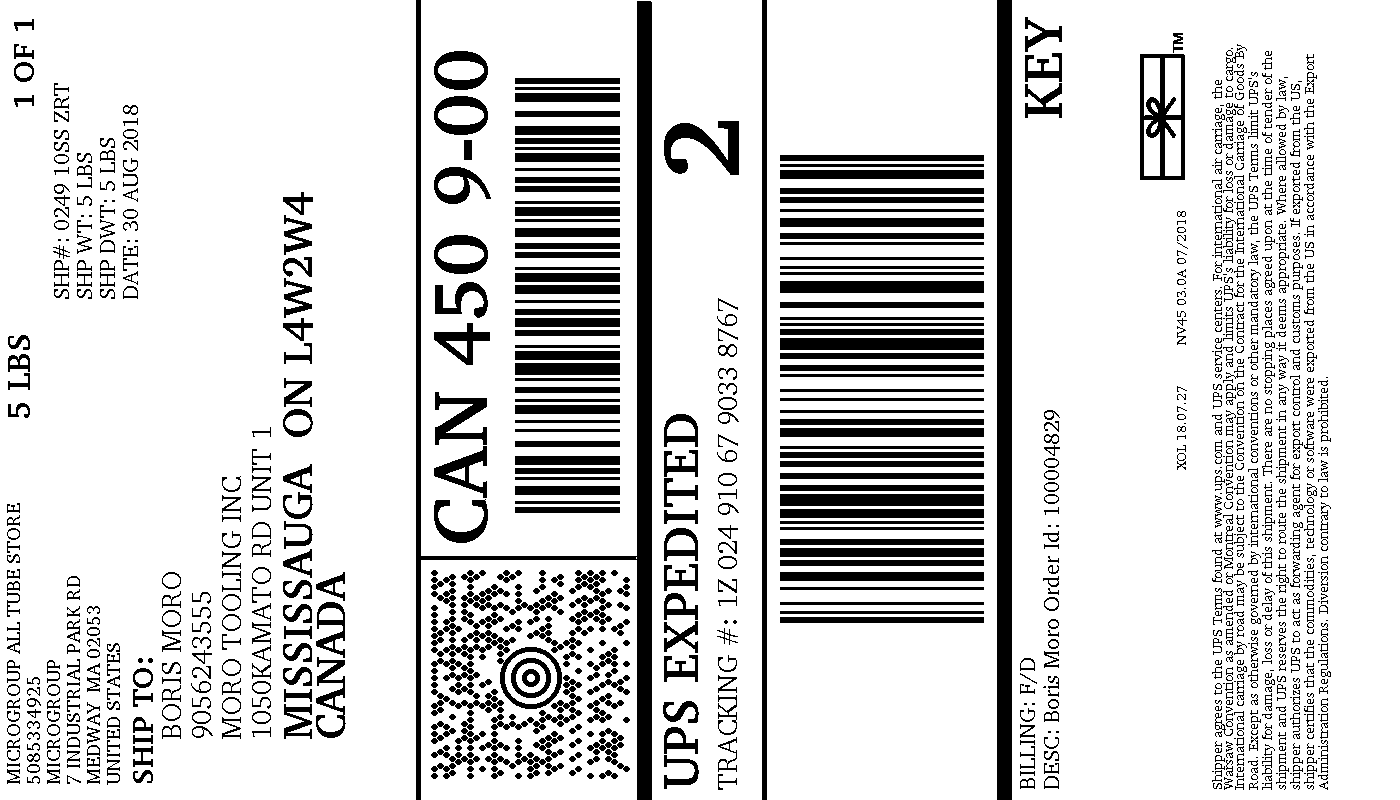 MICROGROUP ALL TUBE STORE
5085334925
MICROGROUP
7 INDUSTRIAL PARK RD
MEDWAY MA 02053
UNITED STATES
5 LBS
1 OF 1
SHP#: 0249 10SS ZRT
SHP WT: 5 LBS
SHP DWT: 5 LBS
DATE: 30 AUG 2018
SHIP TO:
BORIS MORO
9056243555
MORO TOOLING INC
1050KAMATO RD UNIT 1
MISSISSAUGA ON L4W2W4
CANADA
CAN 450 9-00
UPS EXPEDITED
2
TRACKING #: 1Z 024 910 67 9033 8767
BILLING: F/D
DESC: Boris Moro Order Id: 100004829
KEY
TM
XOL 18.07.27 NV45 03.0A 07/2018
Shipper agrees to the UPS Terms found at www.ups.com and UPS service centers. For international air carriage, the
Warsaw Convention as amended or Montreal Convention may apply and limits UPS's liability for loss or damage to cargo.
International carriage by road may be subject to the Convention on the Contract for the International Carriage of Goods By
Road. Except as otherwise governed by international conventions or other mandatory law, the UPS Terms limit UPS's
liability for damage, loss or delay of this shipment. There are no stopping places agreed upon at the time of tender of the
shipment and UPS reserves the right to route the shipment in any way it deems appropriate. Where allowed by law,
shipper authorizes UPS to act as forwarding agent for export control and customs purposes. If exported from the US,
shipper certifies that the commodities, technology or software were exported from the US in accordance with the Export
Administration Regulations. Diversion contrary to law is prohibited.